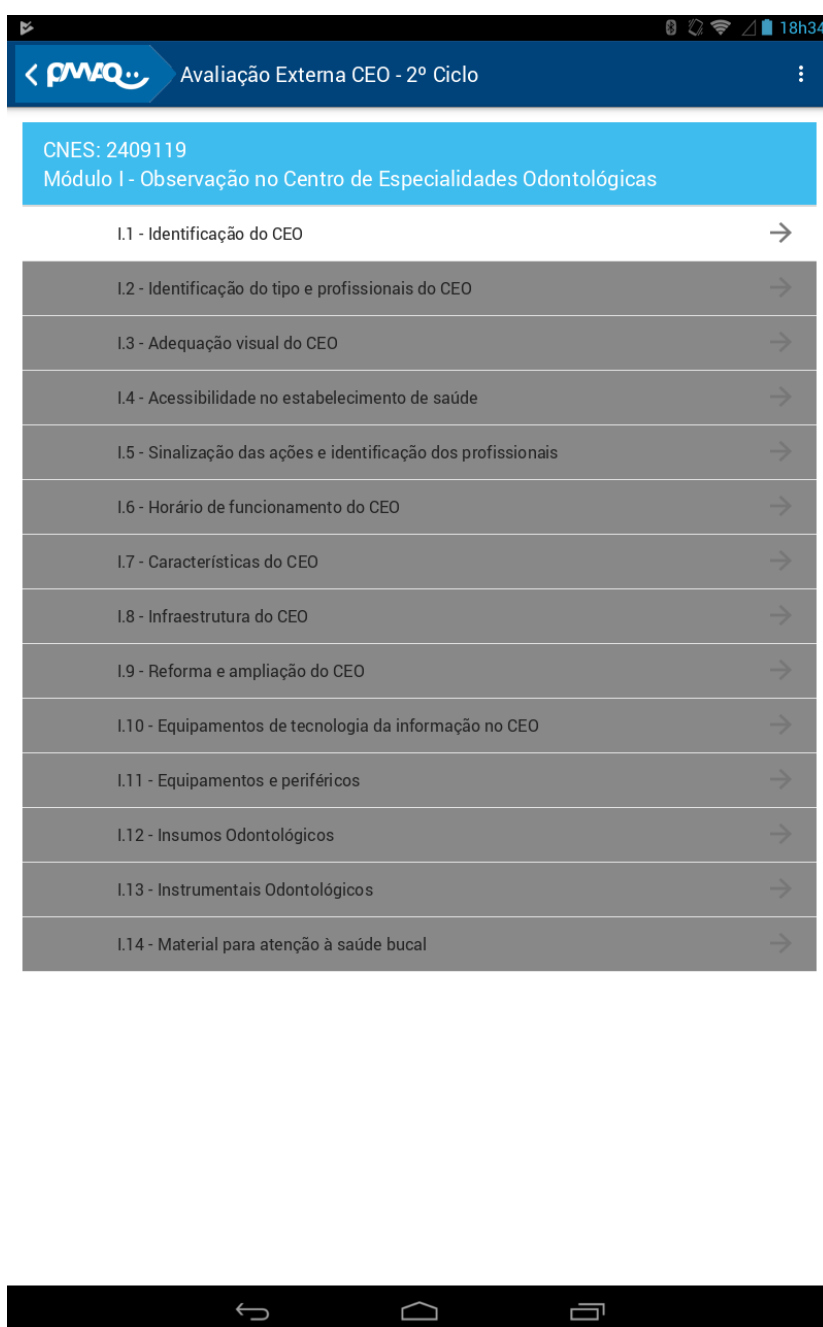 18h34
PMAQ
Avaliação Externa CEO - 2º Ciclo
CNES: 2409119
Módulo I - Observação no Centro de Especialidades Odontológicas
I.1 - Identificação do CEO
I.2 - Identificação do tipo e profissionais do CEO
I.3 - Adequação visual do CEO
I.4 - Acessibilidade no estabelecimento de saúde
I.5 - Sinalização das ações e identificação dos profissionais
I.6 - Horário de funcionamento do CEO
I.7 - Características do CEO
I.8 - Infraestrutura do CEO
I.9 - Reforma e ampliação do CEO
I.10 - Equipamentos de tecnologia da informação no CEO
I.11 - Equipamentos e periféricos
I.12 - Insumos Odontológicos
I.13 - Instrumentais Odontológicos
I.14 - Material para atenção à saúde bucal